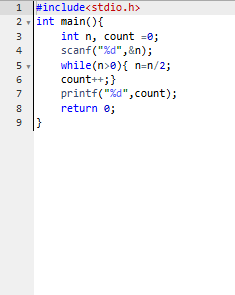 1 #include<stdio.h>
2 int main(){
3 int n, count =0;
4 scanf("%d",&n);
5 while(n>0){ n=n/2;
6 count++;}
7 printf("%d",count);
8 return 0;
9 }